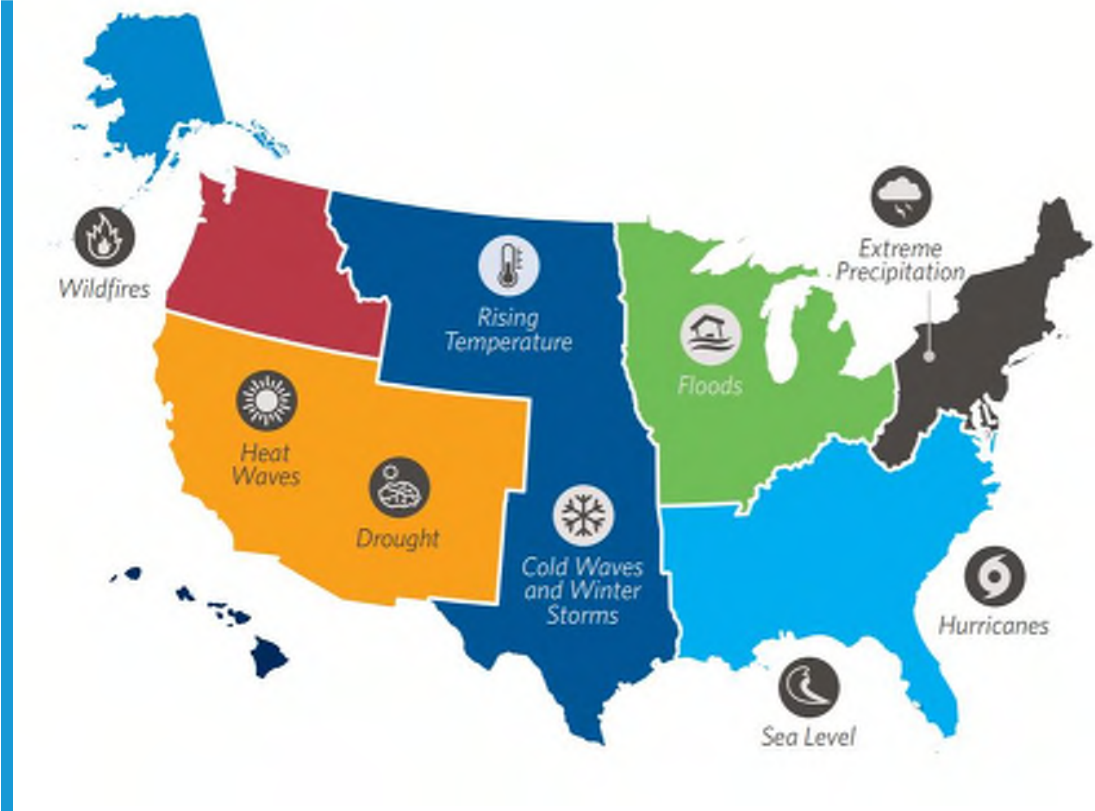 Wildfires
Extreme
Precipitation
Rising
Temperature
Floods
Heat
Waves
Drought
Cold Waves
and Winter
Storms
Hurricanes
Sea Level